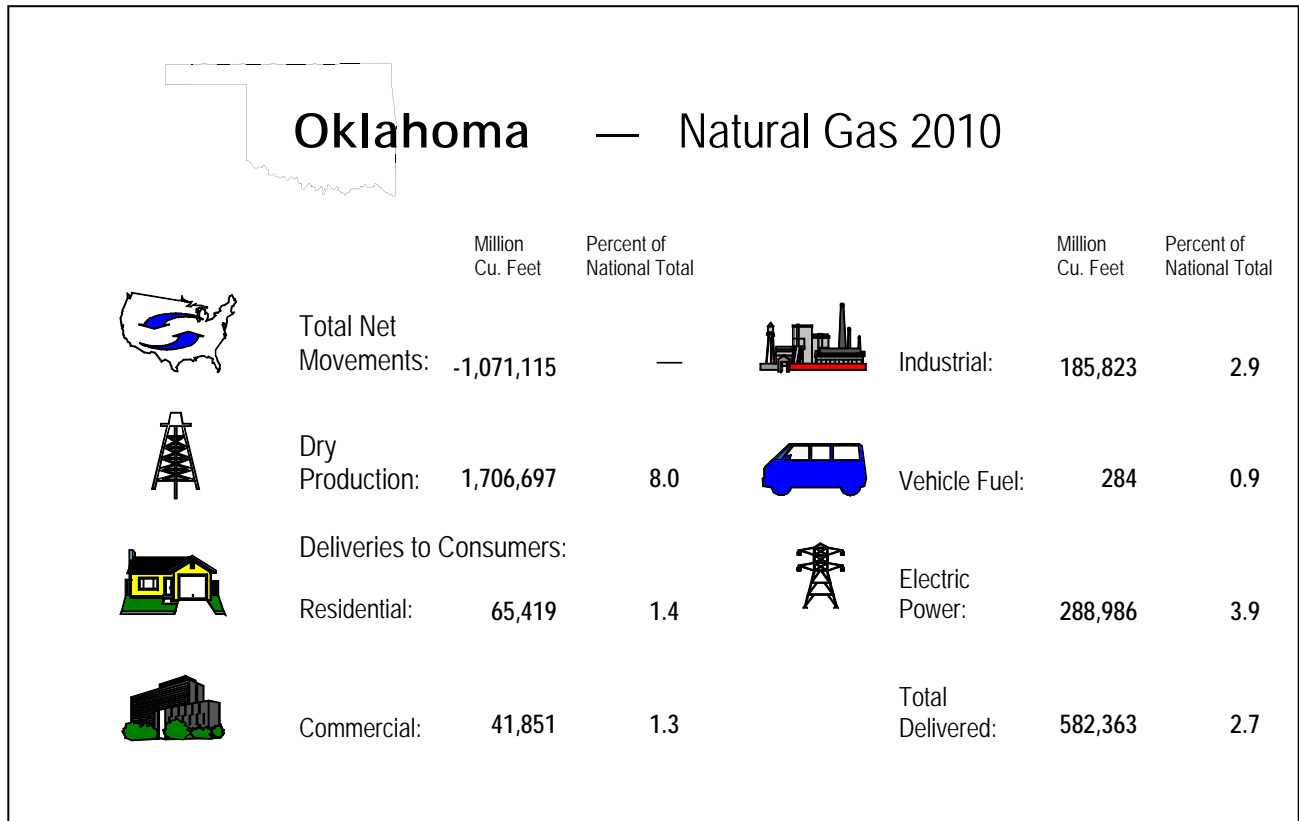 Oklahoma — Natural Gas 2010
Million Cu. Feet
Percent of National Total
Total Net Movements: -1,071,115 —
Dry Production: 1,706,697 8.0
Deliveries to Consumers:
Residential: 65,419 1.4
Commercial: 41,851 1.3
Million Cu. Feet
Percent of National Total
Industrial: 185,823 2.9
Vehicle Fuel: 284 0.9
Electric Power: 288,986 3.9
Total Delivered: 582,363 2.7